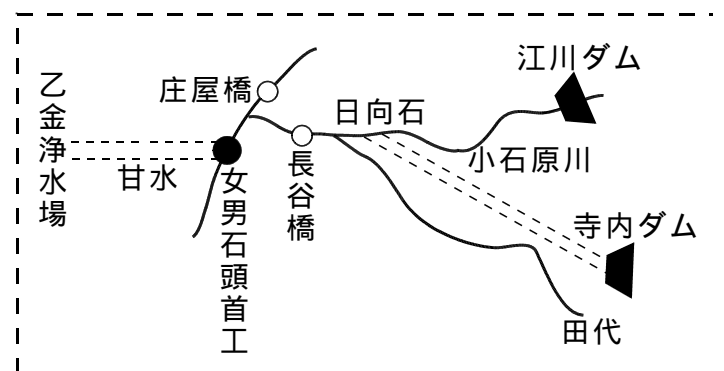 江川ダム
庄屋橋
日向石
乙金浄水場
小石原川
長谷橋
甘水
女男石頭首工
寺内ダム
田代